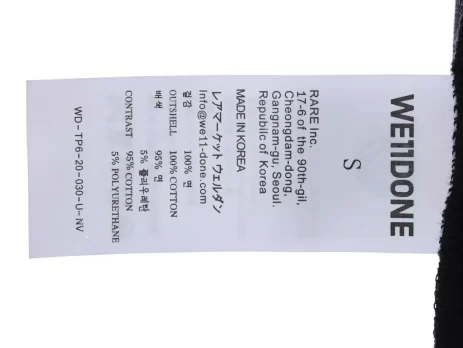 WE11DONE
S
RARE Inc.
17-6 of the 90th-gil,
Cheongdam-dong,
Gangnam-gu, Seoul.
Republic of Korea
MADE IN KOREA
レアマーケット ウェルダン
Info@we11-done.com
겉감 100% 면
OUTSHELL 100% COTTON
배색 95% 면
5% 폴리우레탄
CONTRAST 95% COTTON
5% POLYURETHANE
WD-TP6-20-030-U-NV